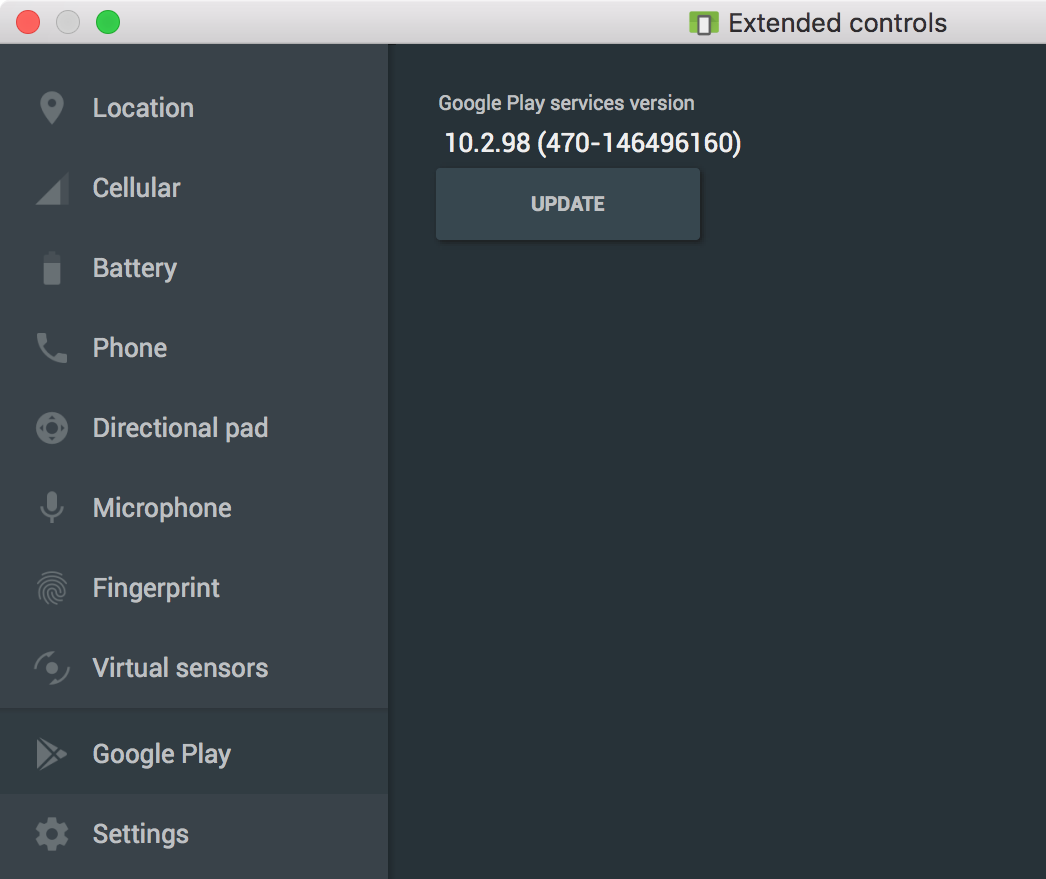 Extended controls
Location
Cellular
Battery
Phone
Directional pad
Microphone
Fingerprint
Virtual sensors
Google Play
Settings
Google Play services version
10.2.98 (470-146496160)
UPDATE